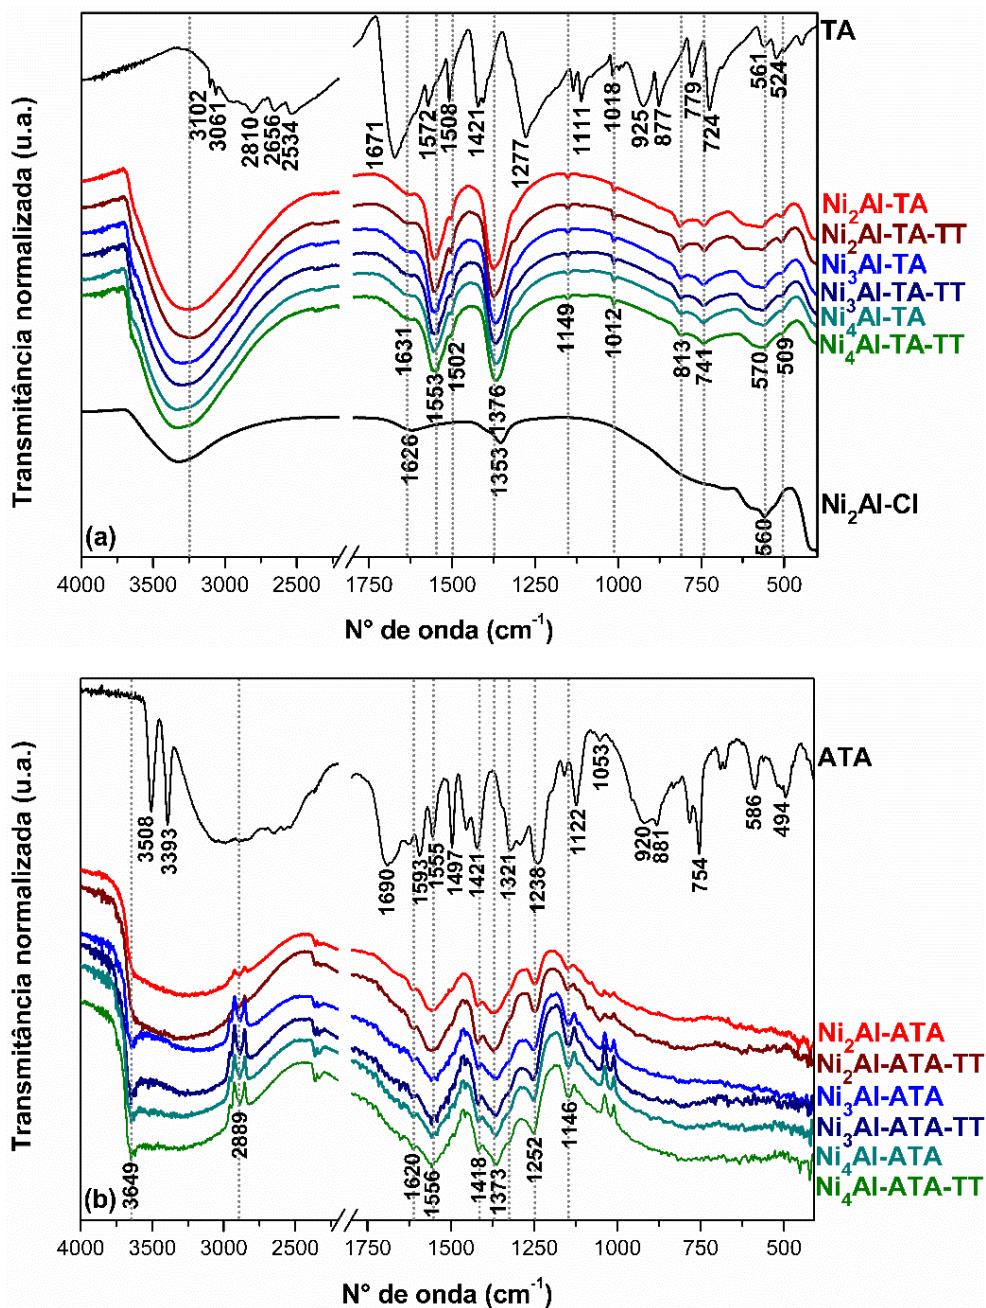 TA
3102
3061
2810
2656
2534
1671
1572
1508
1421
1277
1111
1018
925
877
779
724
561
524
Ni2Al-TA
Ni2Al-TA-TT
Ni3Al-TA
Ni3Al-TA-TT
Ni4Al-TA
Ni4Al-TA-TT
1631
1553
1502
1376
1149
1012
813
741
570
509
1626
1353
560
Ni2Al-Cl
(a)
Transmitância normalizada (u.a.)
4000 3500 3000 2500 1750 1500 1250 1000 750 500
N° de onda (cm-1)
ATA
3508
3393
1690
1593
1555
1497
1421
1321
1238
1122
1053
920
881
754
586
494
Ni2Al-ATA
Ni2Al-ATA-TT
Ni3Al-ATA
Ni3Al-ATA-TT
Ni4Al-ATA
Ni4Al-ATA-TT
3649
2889
1620
1556
1418
1373
1252
1146
(b)
Transmitância normalizada (u.a.)
4000 3500 3000 2500 1750 1500 1250 1000 750 500
N° de onda (cm-1)